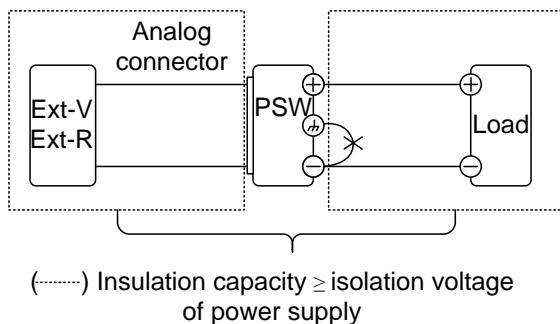 Analog
connector
Ext-V
Ext-R
PSW
Load
(········) Insulation capacity ≥ isolation voltage
of power supply